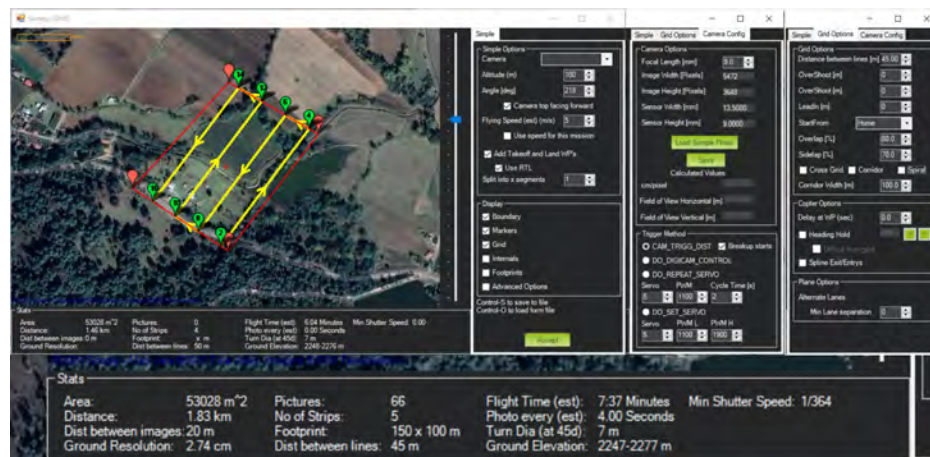 Survey (Grid)
Simple
Simple Options
Camera
Altitude (m) 100
Angle [deg] 218
Camera top facing forward
Flying Speed (est) (m/s) 5
Use speed for this mission
Add Takeoff and Land WP's
Use RTL
Split into x segments 1
Display
Boundary
Markers
Grid
Internals
Footprints
Advanced Options
Control-S to save to file
Control-O to load form file
Accept
Simple Grid Options Camera Config
Camera Options
Focal Length [mm] 9.0
Image Width [Pixels] 5472
Image Height [Pixels] 3648
Sensor Width [mm] 13.5000
Sensor Height [mm] 9.0000
Load Sample Photo
Save
Calculated Values
cm/pixel
Field of View Horizontal [m]
Field of View Vertical [m]
Trigger Method
CAM_TRIGG_DIST Breakup starts
DO_DIGICAM_CONTROL
DO_REPEAT_SERVO
Servo PWM Cycle Time [s]
5 1100 2
DO_SET_SERVO
Servo PWM L PWM H
5 1100 1900
Simple Grid Options Camera Config
Grid Options
Distance between lines [m] 45.00
OverShoot [m] 0
OverShoot [m] 0
LeadIn [m] 0
StartFrom Home
Overlap [%] 80.0
Sidelap [%] 70.0
Cross Grid Corridor Spiral
Corridor Width [m] 100.0
Copter Options
Delay at WP (sec) 0.0
Heading Hold
Spline Exit/Entrys
Plane Options
Alternate Lanes
Min Lane separation 0
Stats
Area: 53028 m^2 Pictures: 0 Flight Time (est): 6:04 Minutes Min Shutter Speed: 0.00
Distance: 1.46 km No of Strips: 4 Photo every (est): 0.00 Seconds
Dist between images: 0 m Footprint: x m Turn Dia (at 45d): 7 m
Ground Resolution: Dist between lines: 50 m Ground Elevation: 2248-2276 m
Stats
Area: 53028 m^2 Pictures: 66 Flight Time (est): 7:37 Minutes Min Shutter Speed: 1/364
Distance: 1.83 km No of Strips: 5 Photo every (est): 4.00 Seconds
Dist between images: 20 m Footprint: 150 x 100 m Turn Dia (at 45d): 7 m
Ground Resolution: 2.74 cm Dist between lines: 45 m Ground Elevation: 2247-2277 m